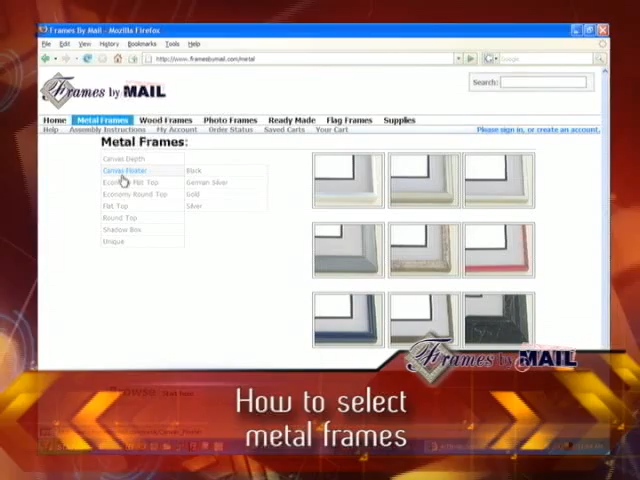 Frames By Mail - Mozilla Firefox
File Edit View History Bookmarks Tools Help
http://www.framesbymail.com/metal
Google
Frames by MAIL
Search:
Home Metal Frames Wood Frames Photo Frames Ready Made Flag Frames Supplies
Help Assembly Instructions My Account Order Status Saved Carts Your Cart
Please sign in, or create an account.
Metal Frames:
Canvas Depth
Canvas Floater
Economy Flat Top
Economy Round Top
Flat Top
Round Top
Shadow Box
Unique
Black
German Silver
Gold
Silver
Frames by MAIL
Browse
How to select
metal frames